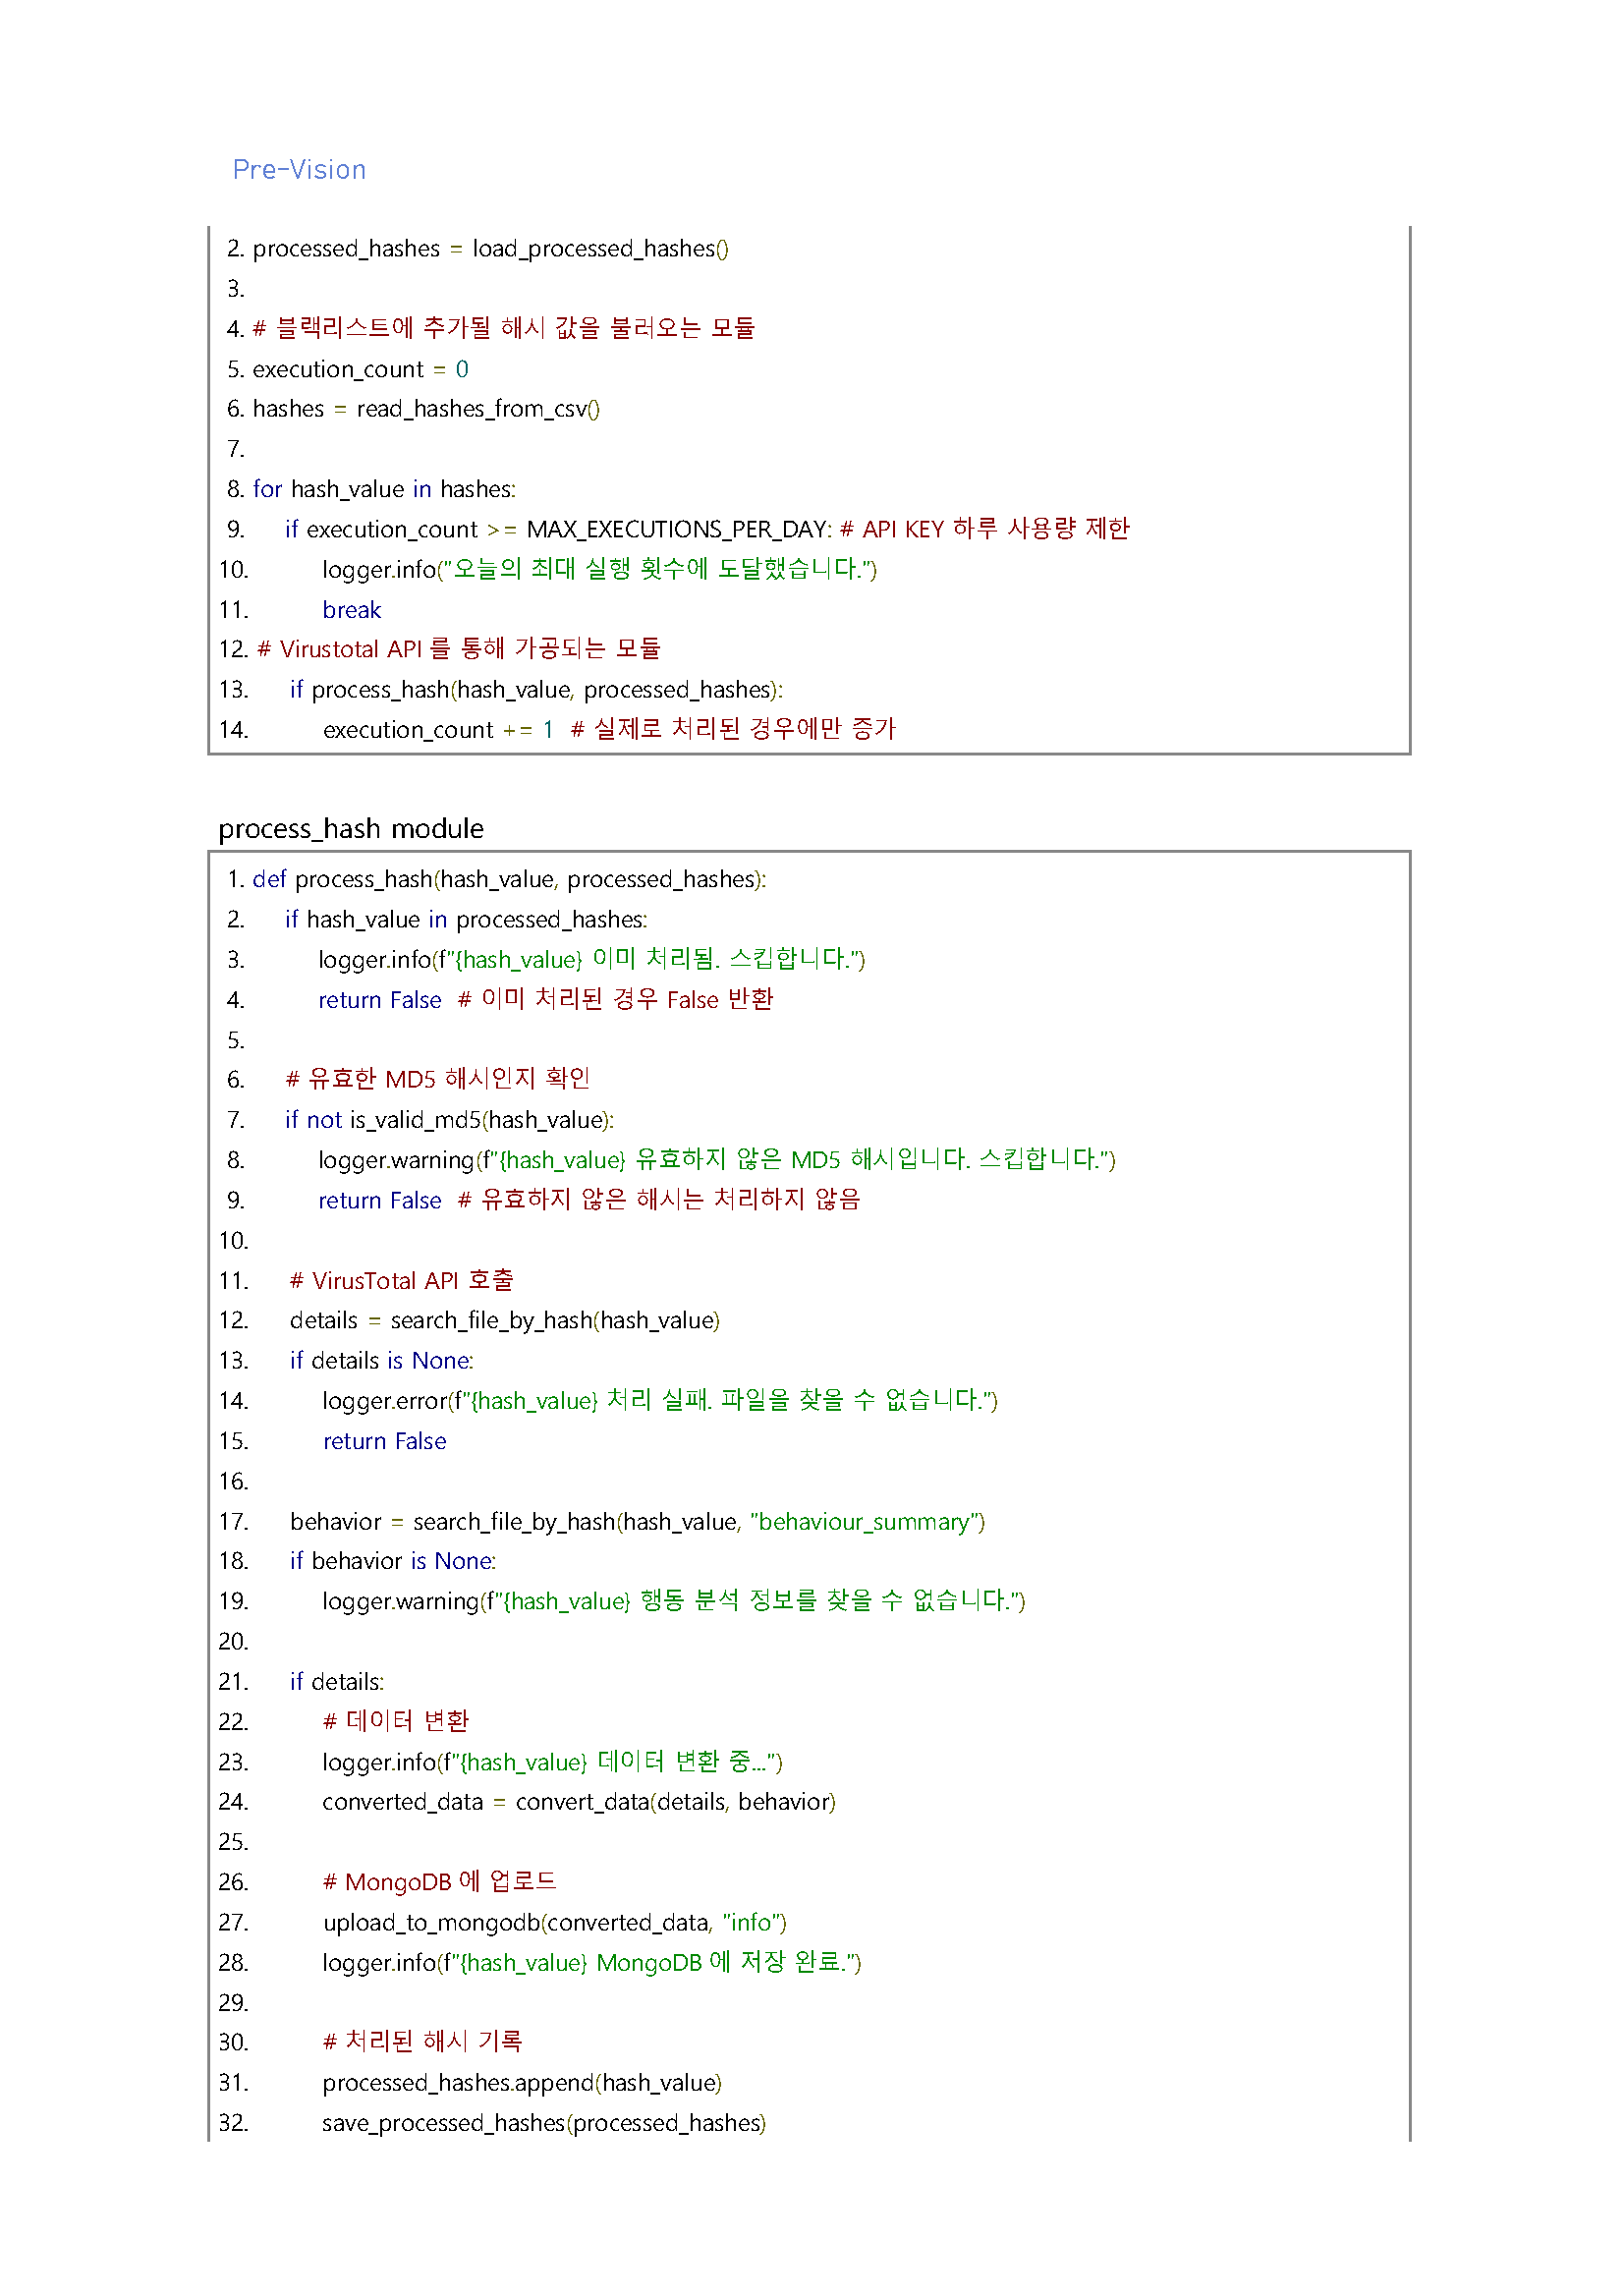 Pre-Vision
2. processed_hashes = load_processed_hashes()
3.
4. # 블랙리스트에 추가될 해시 값을 불러오는 모듈
5. execution_count = 0
6. hashes = read_hashes_from_csv()
7.
8. for hash_value in hashes:
9.     if execution_count >= MAX_EXECUTIONS_PER_DAY: # API KEY 하루 사용량 제한
10.         logger.info("오늘의 최대 실행 횟수에 도달했습니다.")
11.         break
12. # Virustotal API 를 통해 가공되는 모듈
13.     if process_hash(hash_value, processed_hashes):
14.         execution_count += 1  # 실제로 처리된 경우에만 증가
process_hash module
1. def process_hash(hash_value, processed_hashes):
2.     if hash_value in processed_hashes:
3.         logger.info(f"{hash_value} 이미 처리됨. 스킵합니다.")
4.         return False  # 이미 처리된 경우 False 반환
5.
6.     # 유효한 MD5 해시인지 확인
7.     if not is_valid_md5(hash_value):
8.         logger.warning(f"{hash_value} 유효하지 않은 MD5 해시입니다. 스킵합니다.")
9.         return False  # 유효하지 않은 해시는 처리하지 않음
10.
11.     # VirusTotal API 호출
12.     details = search_file_by_hash(hash_value)
13.     if details is None:
14.         logger.error(f"{hash_value} 처리 실패. 파일을 찾을 수 없습니다.")
15.         return False
16.
17.     behavior = search_file_by_hash(hash_value, "behaviour_summary")
18.     if behavior is None:
19.         logger.warning(f"{hash_value} 행동 분석 정보를 찾을 수 없습니다.")
20.
21.     if details:
22.         # 데이터 변환
23.         logger.info(f"{hash_value} 데이터 변환 중...")
24.         converted_data = convert_data(details, behavior)
25.
26.         # MongoDB 에 업로드
27.         upload_to_mongodb(converted_data, "info")
28.         logger.info(f"{hash_value} MongoDB 에 저장 완료.")
29.
30.         # 처리된 해시 기록
31.         processed_hashes.append(hash_value)
32.         save_processed_hashes(processed_hashes)